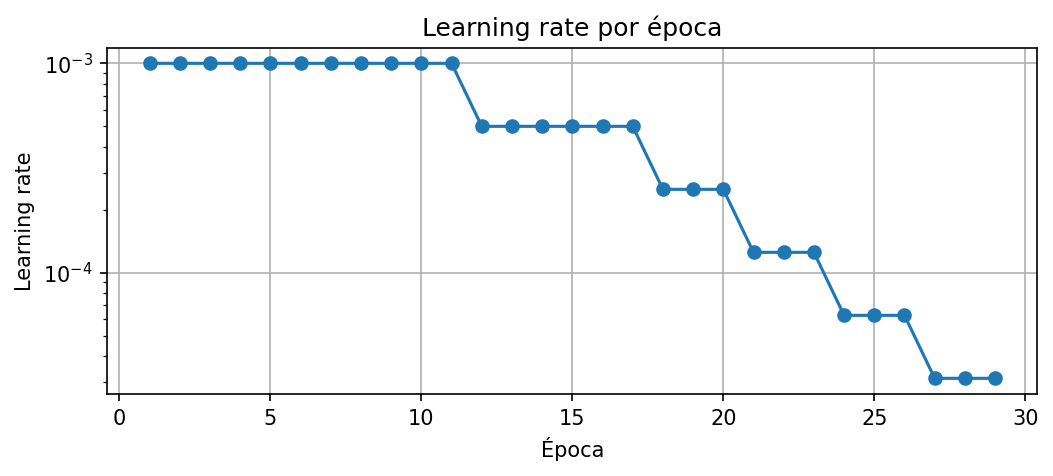 Learning rate por época
Learning rate
10⁻³
10⁻⁴
0 5 10 15 20 25 30
Época